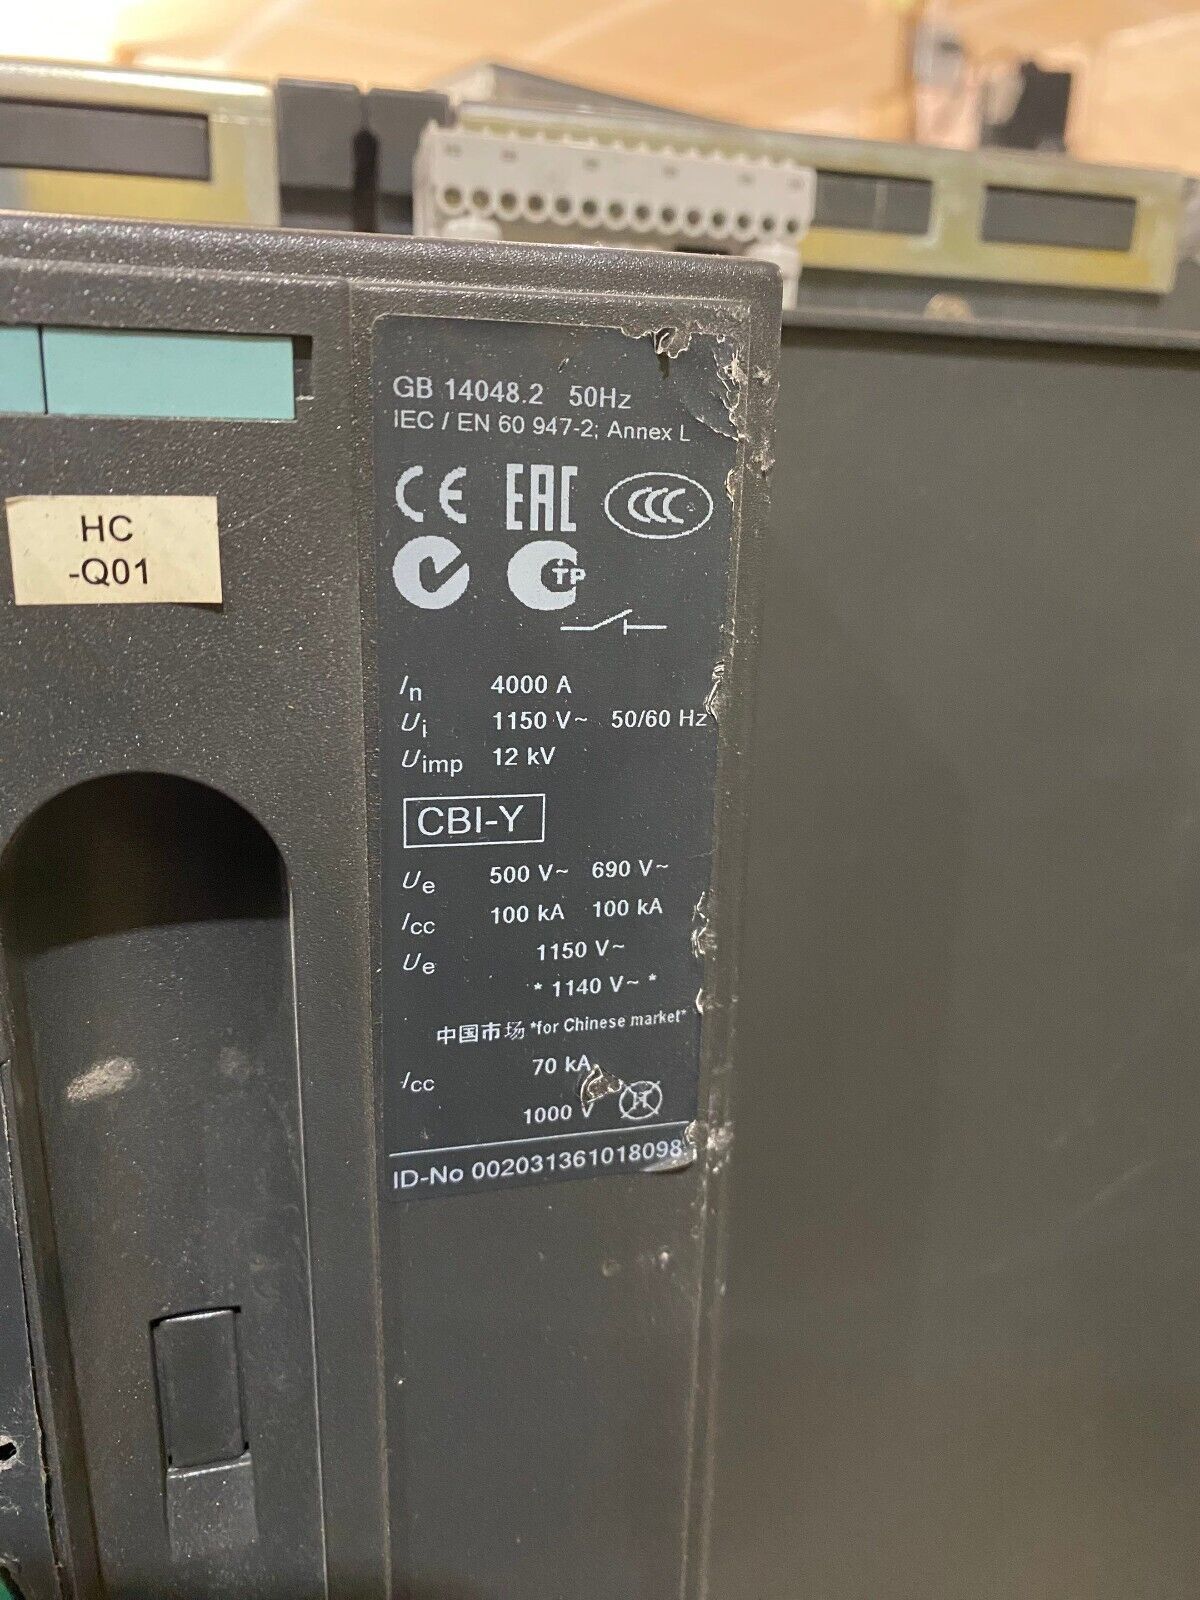 GB 14048.2 50Hz
IEC / EN 60 947-2; Annex L
CE EAC CCC
TP
HC
-Q01
In 4000 A
Ui 1150 V~ 50/60 Hz
Uimp 12 kV
CBI-Y
Ue 500 V~ 690 V~
Icc 100 kA 100 kA
Ue 1150 V~
* 1140 V~ *
中国市场 *for Chinese market*
Icc 70 kA
1000 V IT
ID-No 002031361018098